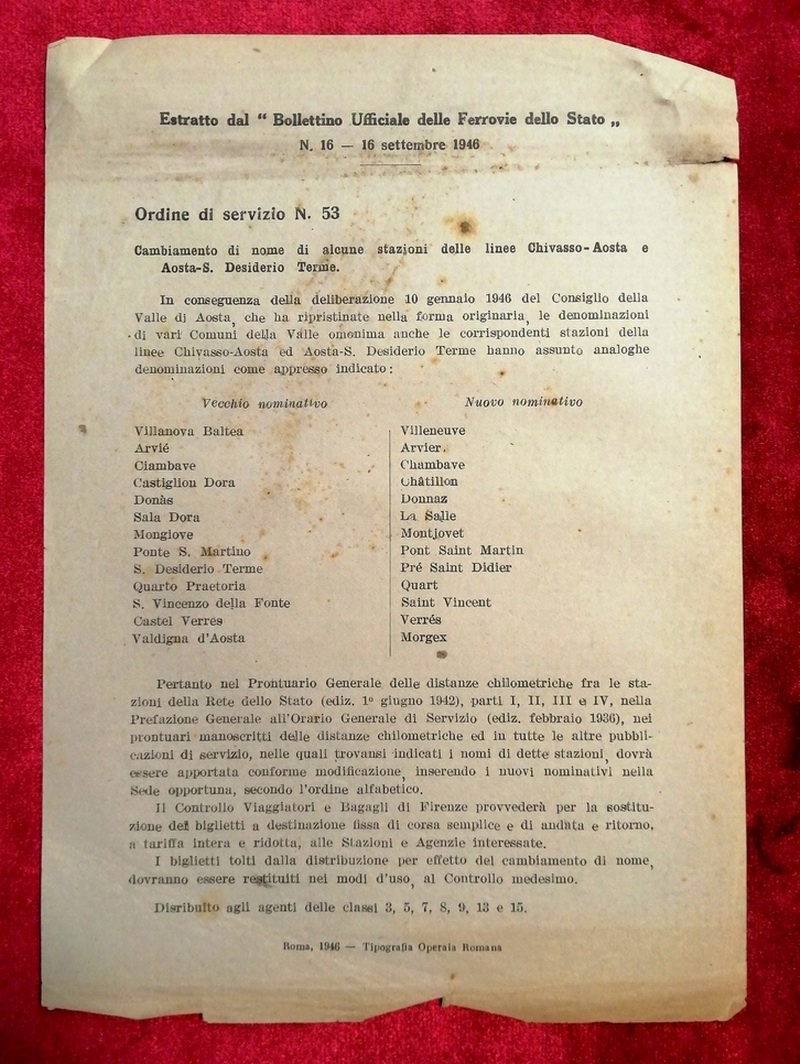 Estratto dal “ Bollettino Ufficiale delle Ferrovie dello Stato „
N. 16 — 16 settembre 1946
Ordine di servizio N. 53
Cambiamento di nome di alcune stazioni delle linee Chivasso-Aosta e
Aosta-S. Desiderio Terme.
In conseguenza della deliberazione 10 gennaio 1946 del Consiglio della
Valle di Aosta, che ha ripristinate nella forma originaria, le denominazioni
di vari Comuni della Valle omonima anche le corrispondenti stazioni della
linee Chivasso-Aosta ed Aosta-S. Desiderio Terme hanno assunto analoghe
denominazioni come appresso indicato :
Vecchio nominativo Nuovo nominativo
Villanova Baltea Villeneuve
Arvié Arvier.
Ciambave Chambave
Castiglion Dora Châtillon
Donàs Donnaz
Sala Dora La Salle
Mongiove Montjovet
Ponte S. Martino Pont Saint Martin
S. Desiderio Terme Pré Saint Didier
Quarto Praetoria Quart
S. Vincenzo della Fonte Saint Vincent
Castel Verres Verrés
Valdigna d'Aosta Morgex
Pertanto nel Prontuario Generale delle distanze chilometriche fra le sta-
zioni della Rete dello Stato (ediz. 1º giugno 1942), parti I, II, III e IV, nella
Prefazione Generale all'Orario Generale di Servizio (ediz. febbraio 1936), nei
prontuari manoscritti delle distanze chilometriche ed in tutte le altre pubbli-
cazioni di servizio, nelle quali trovansi indicati i nomi di dette stazioni, dovrà
essere apportata conforme modificazione, inserendo i nuovi nominativi nella
Sede opportuna, secondo l'ordine alfabetico.
Il Controllo Viaggiatori e Bagagli di Firenze provvederà per la sostitu-
zione dei biglietti a destinazione fissa di corsa semplice e di andata e ritorno,
a tariffa intera e ridotta, alle Stazioni e Agenzie interessate.
I biglietti tolti dalla distribuzione per effetto del cambiamento di nome,
dovranno essere restituiti nei modi d'uso, al Controllo medesimo.
Disribuito agli agenti delle classi 3, 5, 7, 8, 9, 13 e 15.
Roma, 1946 — Tipografia Operaia Romana